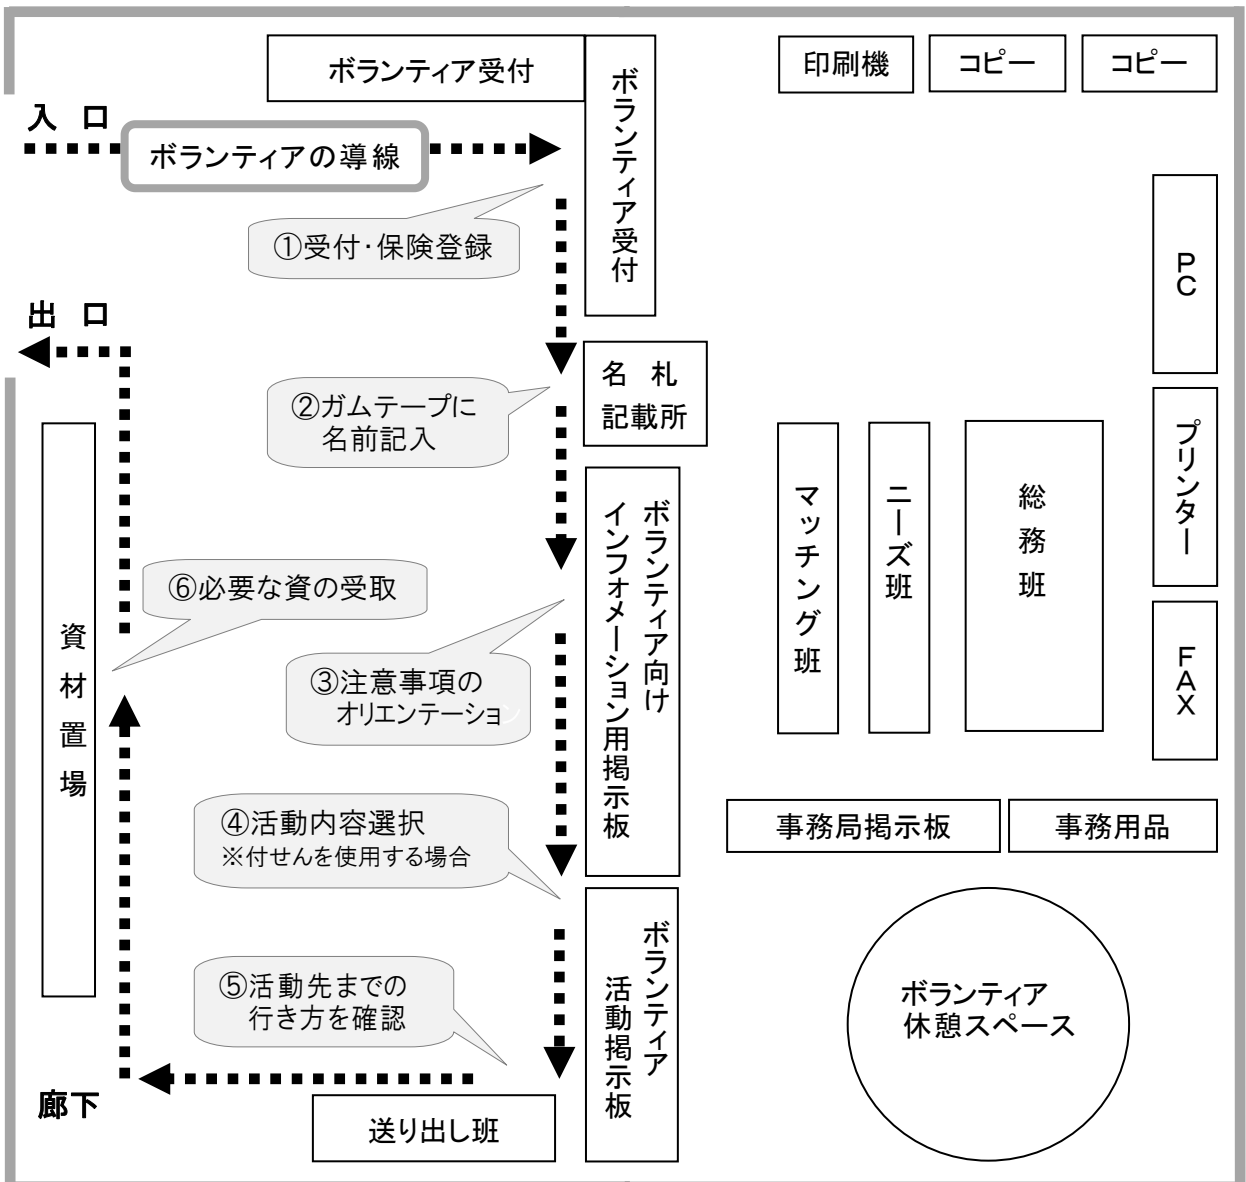 ボランティア受付
ボランティア受付
印刷機
コピー
コピー
入 口
ボランティアの導線
①受付・保険登録
PC
出 口
名 札
記載所
②ガムテープに
名前記入
ボランティア向け
インフォメーション用掲示板
マッチング班
ニーズ班
総務班
プリンター
⑥必要な資の受取
資材置場
③注意事項の
オリエンテーション
FAX
④活動内容選択
※付せんを使用する場合
事務局掲示板
事務用品
ボランティア
活動掲示板
⑤活動先までの
行き方を確認
ボランティア
休憩スペース
廊下
送り出し班